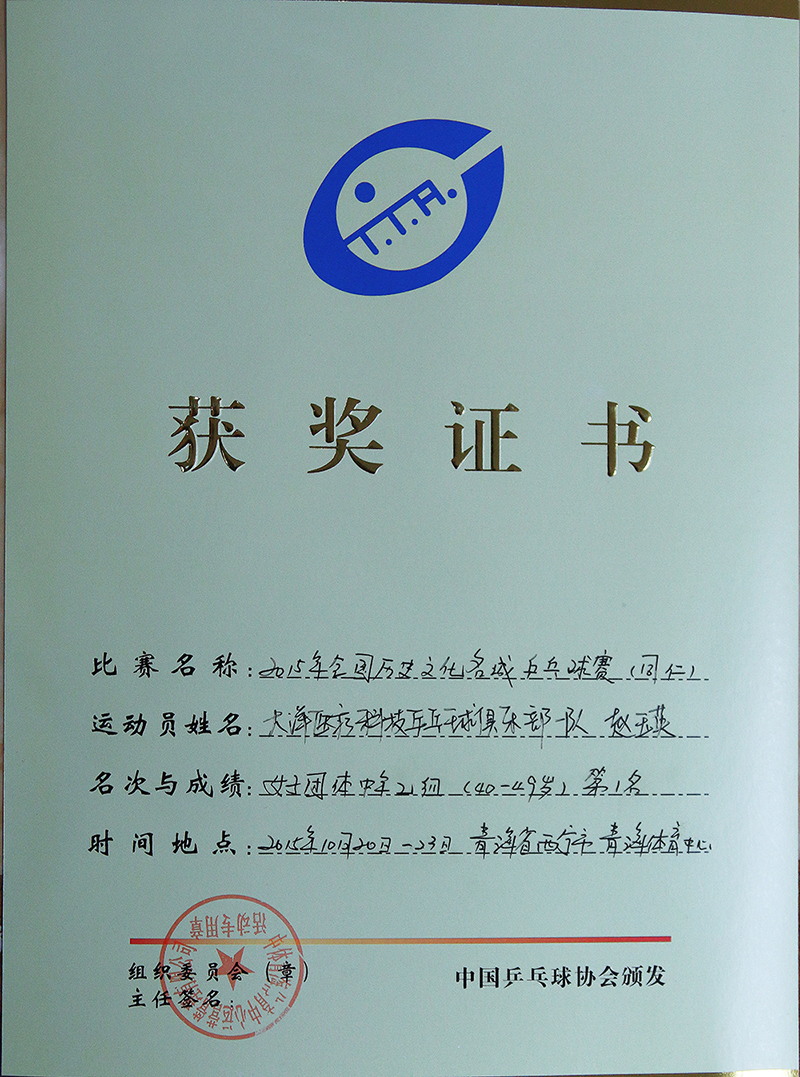 T.T.A.
获奖证书
比赛名称：2015年全国历史文化名城乒乓球赛（同仁）
运动员姓名：大洋医疗科技乒乓球俱乐部一队 赵玉英
名次与成绩：女子团体中年2组（40-49岁）第1名
时间地点：2015年10月20日-23日 青海省西宁市 青海体育中心
组织委员会（章）
主任签名：
中国乒乓球协会颁发
活动专用章